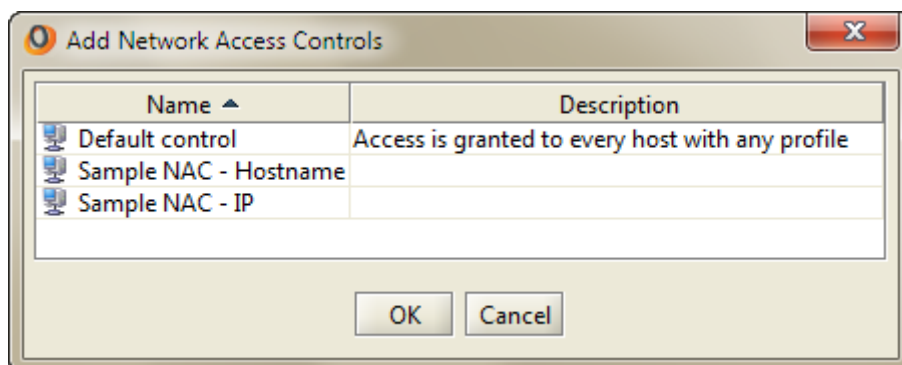 Add Network Access Controls
Name Description
Default control Access is granted to every host with any profile
Sample NAC - Hostname
Sample NAC - IP
OK Cancel